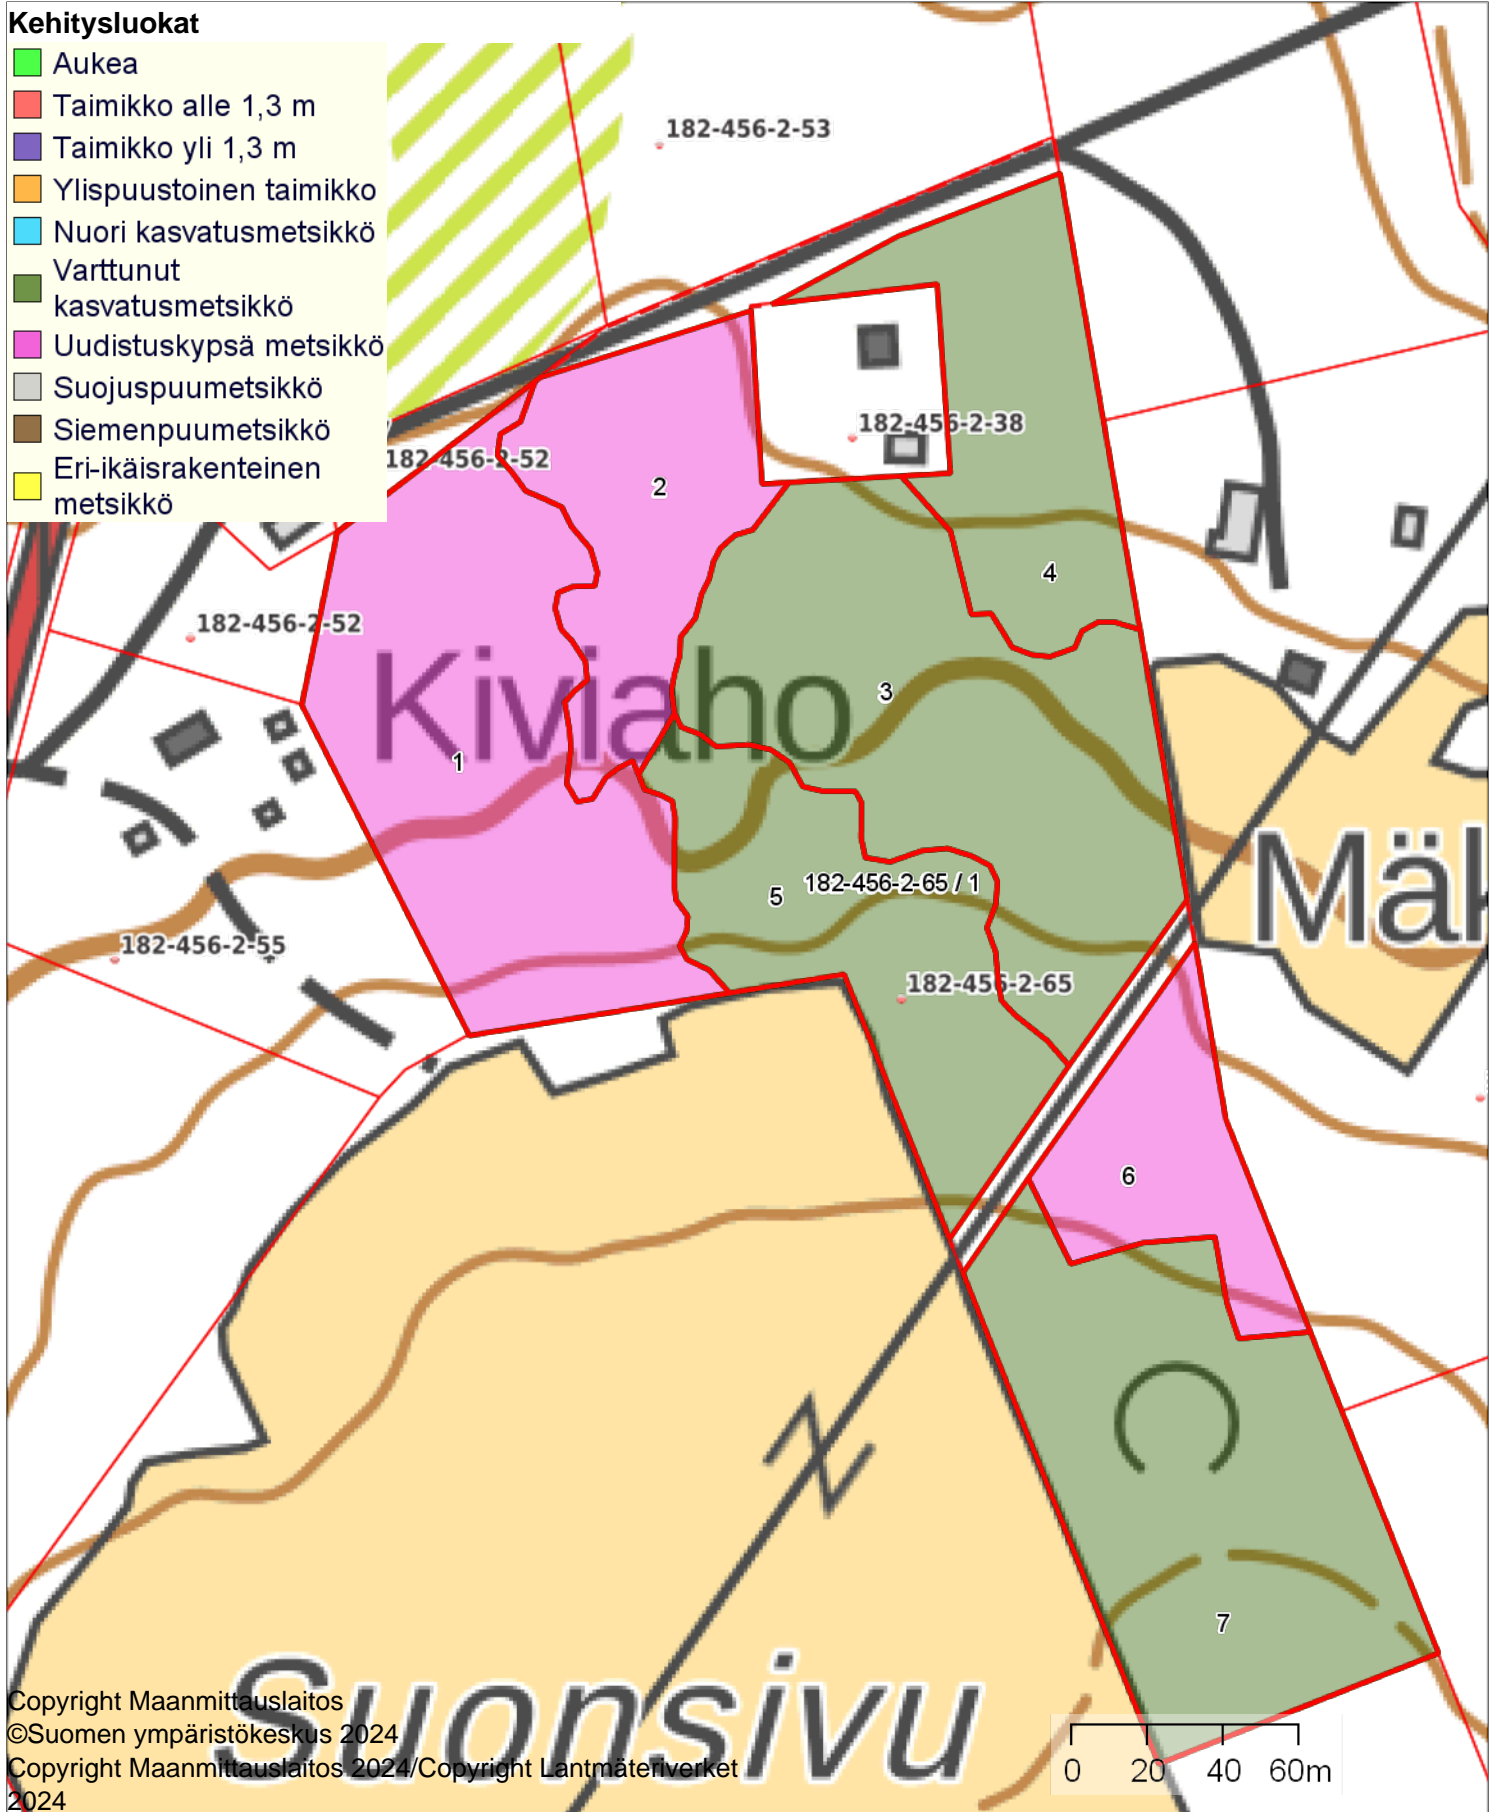 Kehitysluokat
Aukea
Taimikko alle 1,3 m
Taimikko yli 1,3 m
Ylispuustoinen taimikko
Nuori kasvatusmetsikkö
Varttunut
kasvatusmetsikkö
Uudistuskypsä metsikkö
Suojuspuumetsikkö
Siemenpuumetsikkö
Eri-ikäisrakenteinen
metsikkö
182-456-2-53
182-456-2-38
182-456-2-52
2
4
182-456-2-52
Kiviaho
3
1
Mäk
182-456-2-65 / 1
5
182-456-2-55
182-456-2-65
6
7
Suonsivu
Copyright Maanmittauslaitos
©Suomen ympäristökeskus 2024
Copyright Maanmittauslaitos 2024/Copyright Lantmäteriverket
2024
0 20 40 60m